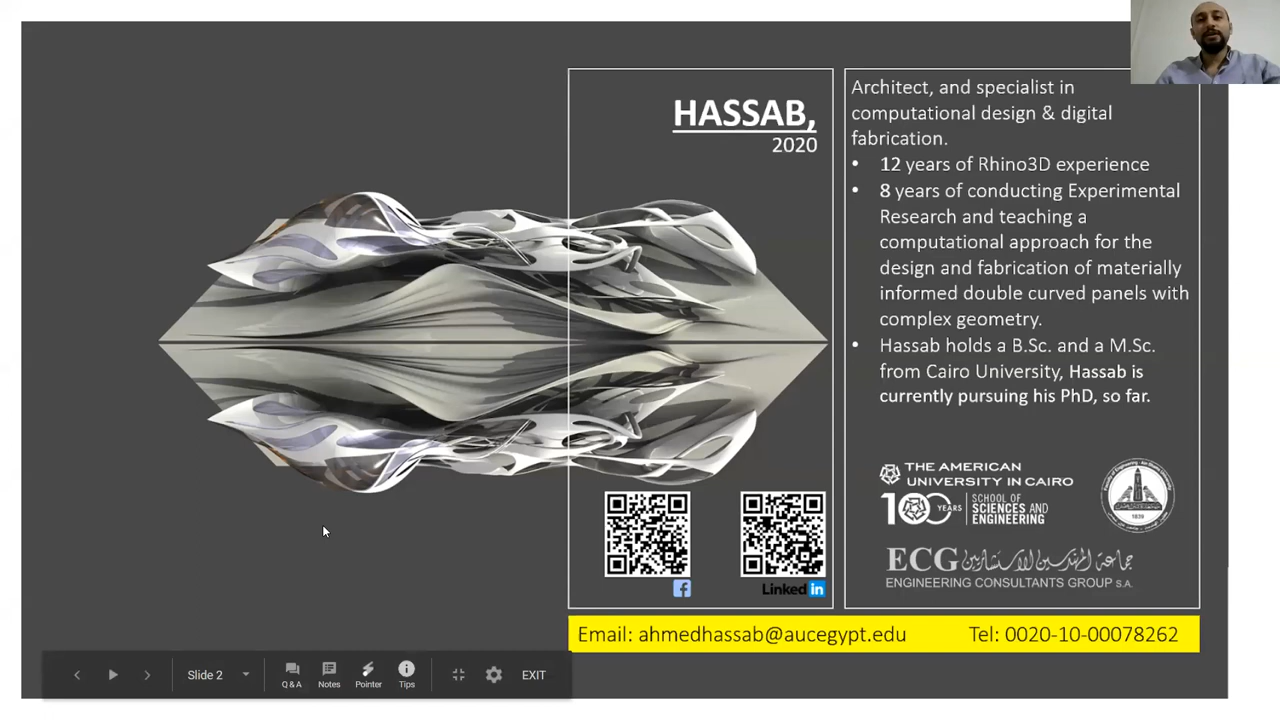 HASSAB,
2020
Architect, and specialist in
computational design & digital
fabrication.
• 12 years of Rhino3D experience
• 8 years of conducting Experimental
Research and teaching a
computational approach for the
design and fabrication of materially
informed double curved panels with
complex geometry.
• Hassab holds a B.Sc. and a M.Sc.
from Cairo University, Hassab is
currently pursuing his PhD, so far.
THE AMERICAN
UNIVERSITY IN CAIRO
100 YEARS
SCHOOL OF
SCIENCES AND
ENGINEERING
1839
ECG جماعة المهندسين الاستشاريين
ENGINEERING CONSULTANTS GROUP S.A.
Linked in
Email: ahmedhassab@aucegypt.edu Tel: 0020-10-00078262
Slide 2
Q & A
Notes
Pointer
Tips
EXIT